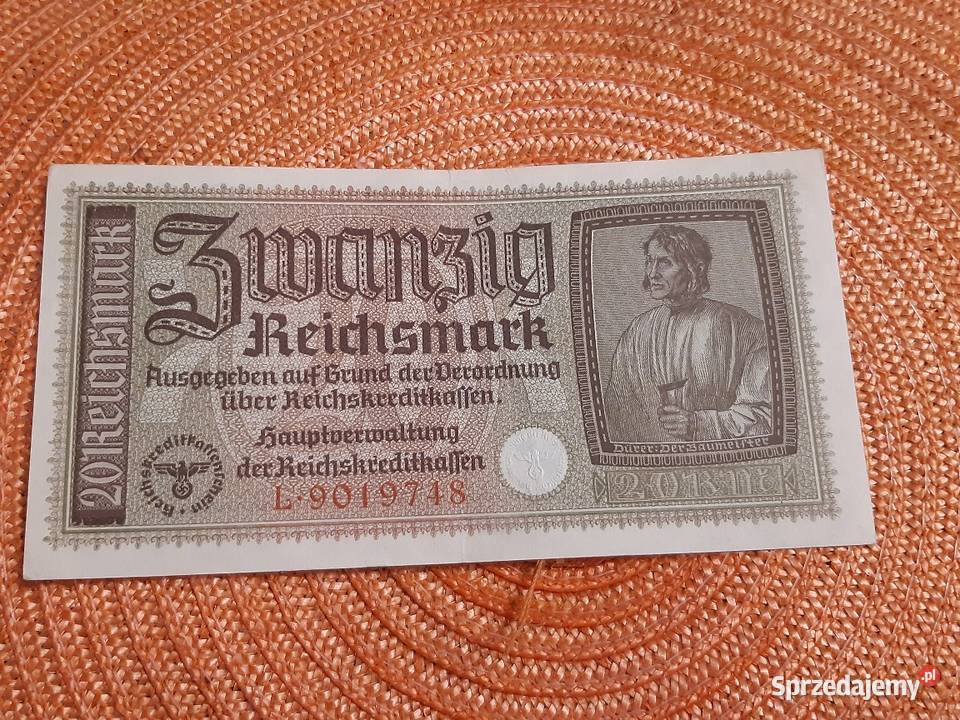 20 Reichsmark
Zwanzig
Reichsmark
Ausgegeben auf Grund der Verordnung
über Reichskreditkassen.
Hauptverwaltung
der Reichskreditkassen
Reichskreditkassenschein
L·9019748
Dürer: Der Baumeister
20 RM
Sprzedajemy.pl